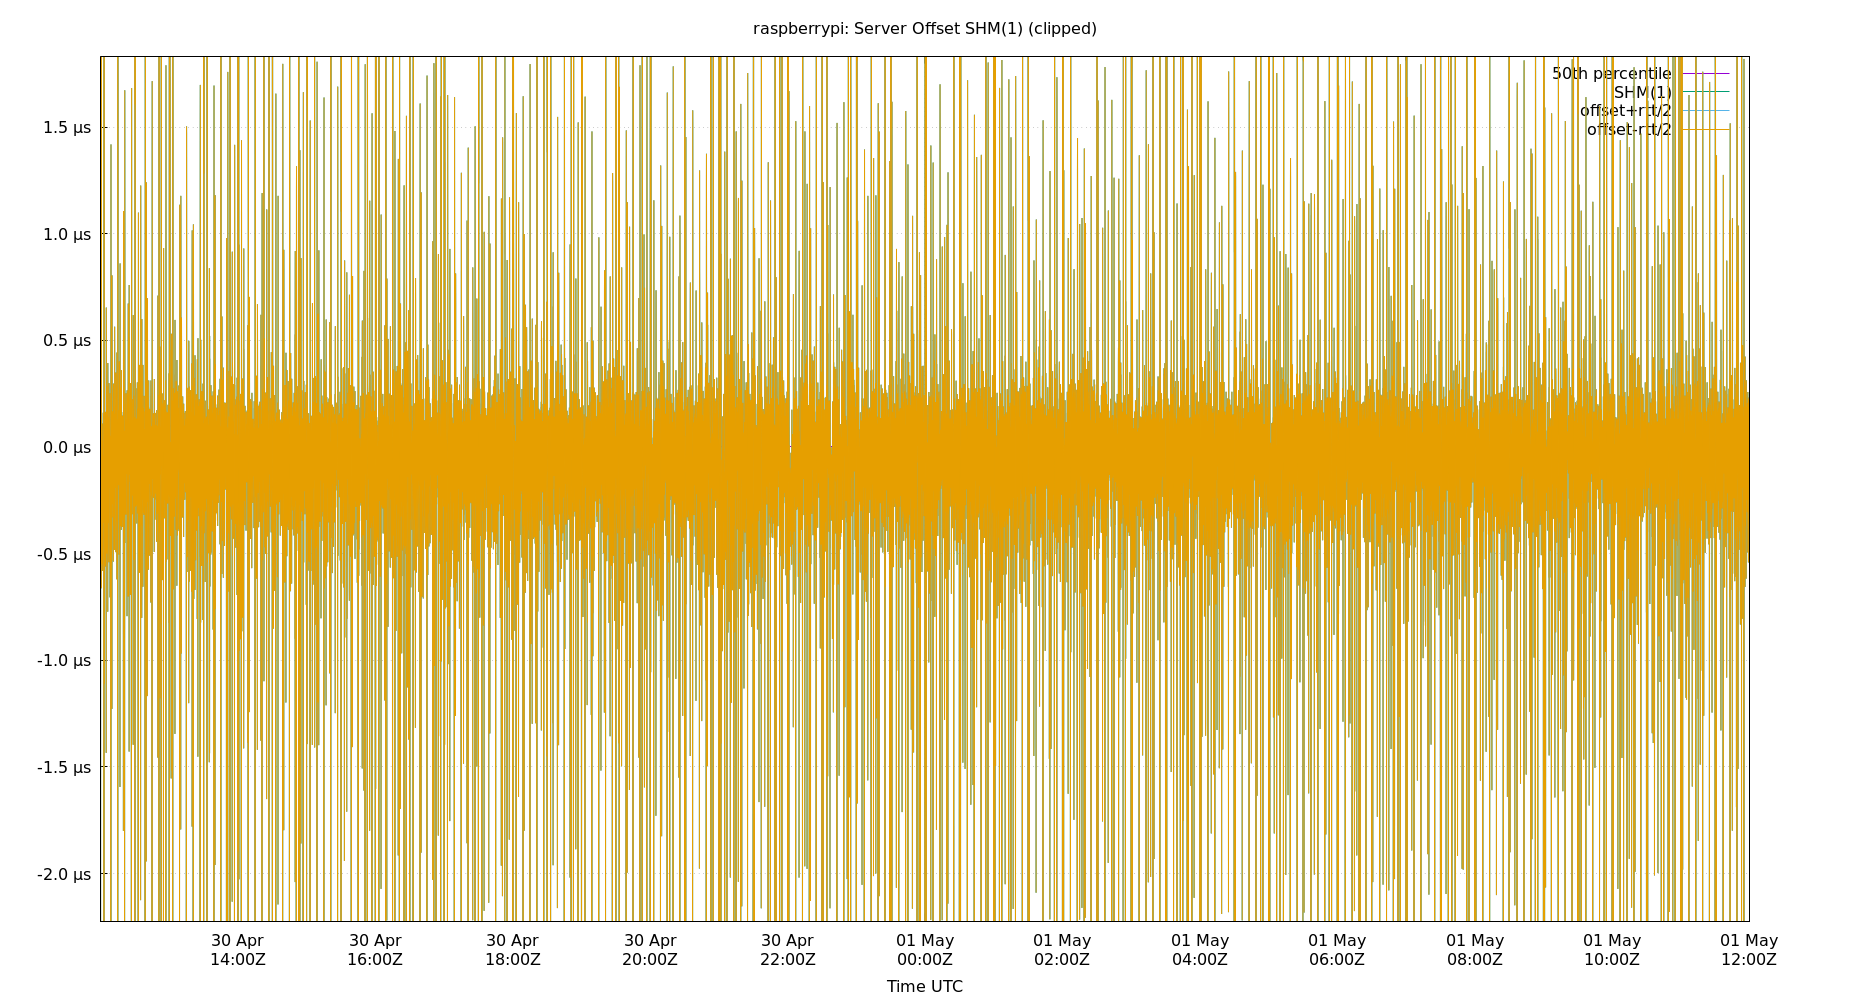 raspberrypi: Server Offset SHM(1) (clipped)
50th percentile
SHM(1)
offset+rtt/2
offset-rtt/2
1.5 µs
1.0 µs
0.5 µs
0.0 µs
-0.5 µs
-1.0 µs
-1.5 µs
-2.0 µs
30 Apr 30 Apr 30 Apr 30 Apr 30 Apr 01 May 01 May 01 May 01 May 01 May 01 May 01 May
14:00Z 16:00Z 18:00Z 20:00Z 22:00Z 00:00Z 02:00Z 04:00Z 06:00Z 08:00Z 10:00Z 12:00Z
Time UTC